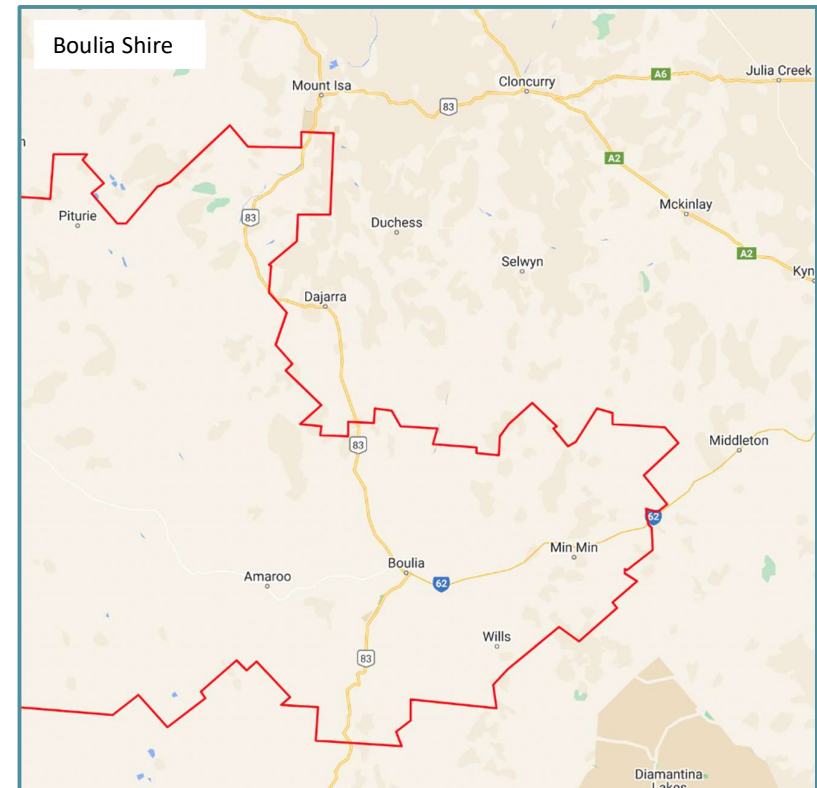 Boulia Shire
Julia Creek
A6
Cloncurry
Mount Isa
83
A2
Mckinlay
Piturie
83
Duchess
A2
Selwyn
Kyn
Dajarra
Middleton
83
62
Min Min
Boulia
Amaroo
62
Wills
83
Diamantina
Lakes